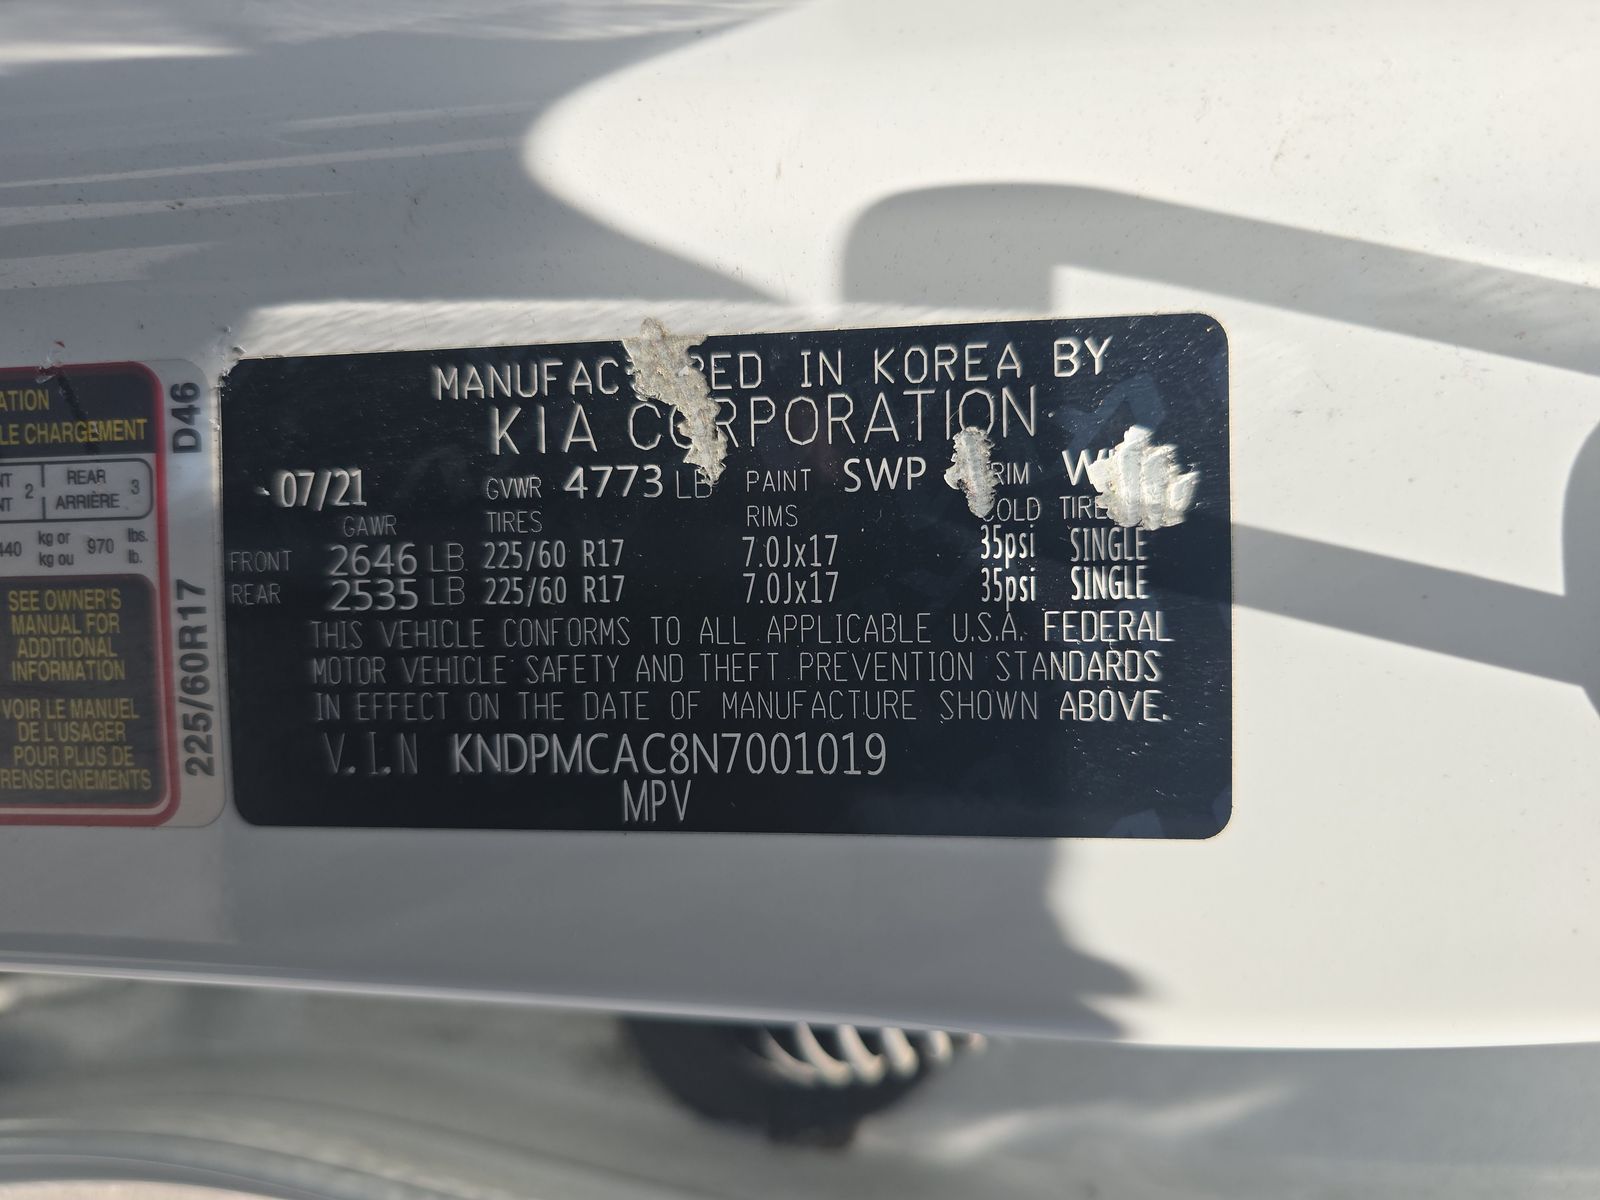 ATION
LE CHARGEMENT
2 REAR
ARRIÈRE 3
kg or
kg ou 970 lbs.
lb.
SEE OWNER'S
MANUAL FOR
ADDITIONAL
INFORMATION
VOIR LE MANUEL
DE L'USAGER
POUR PLUS DE
RENSEIGNEMENTS
225/60R17 D46
IN KOREA BY
KIA CORPORATION
07/21 GVWR 4773 LB PAINT SWP
GAWR TIRES RIMS
FRONT 2646 LB 225/60 R17 7.0Jx17 35psi SINGLE
REAR 2535 LB 225/60 R17 7.0Jx17 35psi SINGLE
THIS VEHICLE CONFORMS TO ALL APPLICABLE U.S.A. FEDERAL
MOTOR VEHICLE SAFETY AND THEFT PREVENTION STANDARDS
IN EFFECT ON THE DATE OF MANUFACTURE SHOWN ABOVE.
V.I.N KNDPMCAC8N7001019
MPV